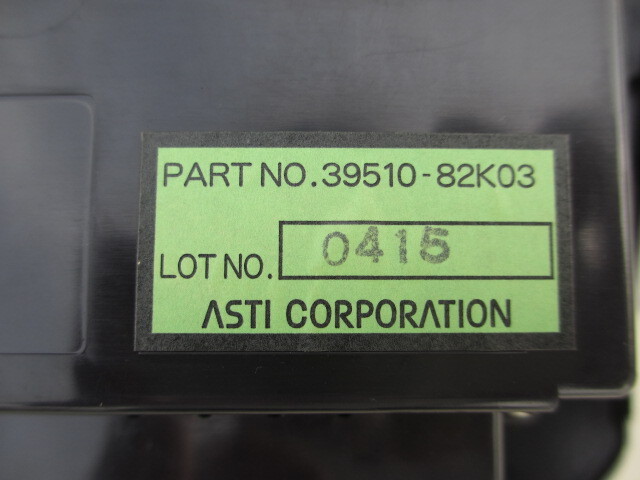 PART NO.39510-82K03
LOT NO. 0415
ASTI CORPORATION